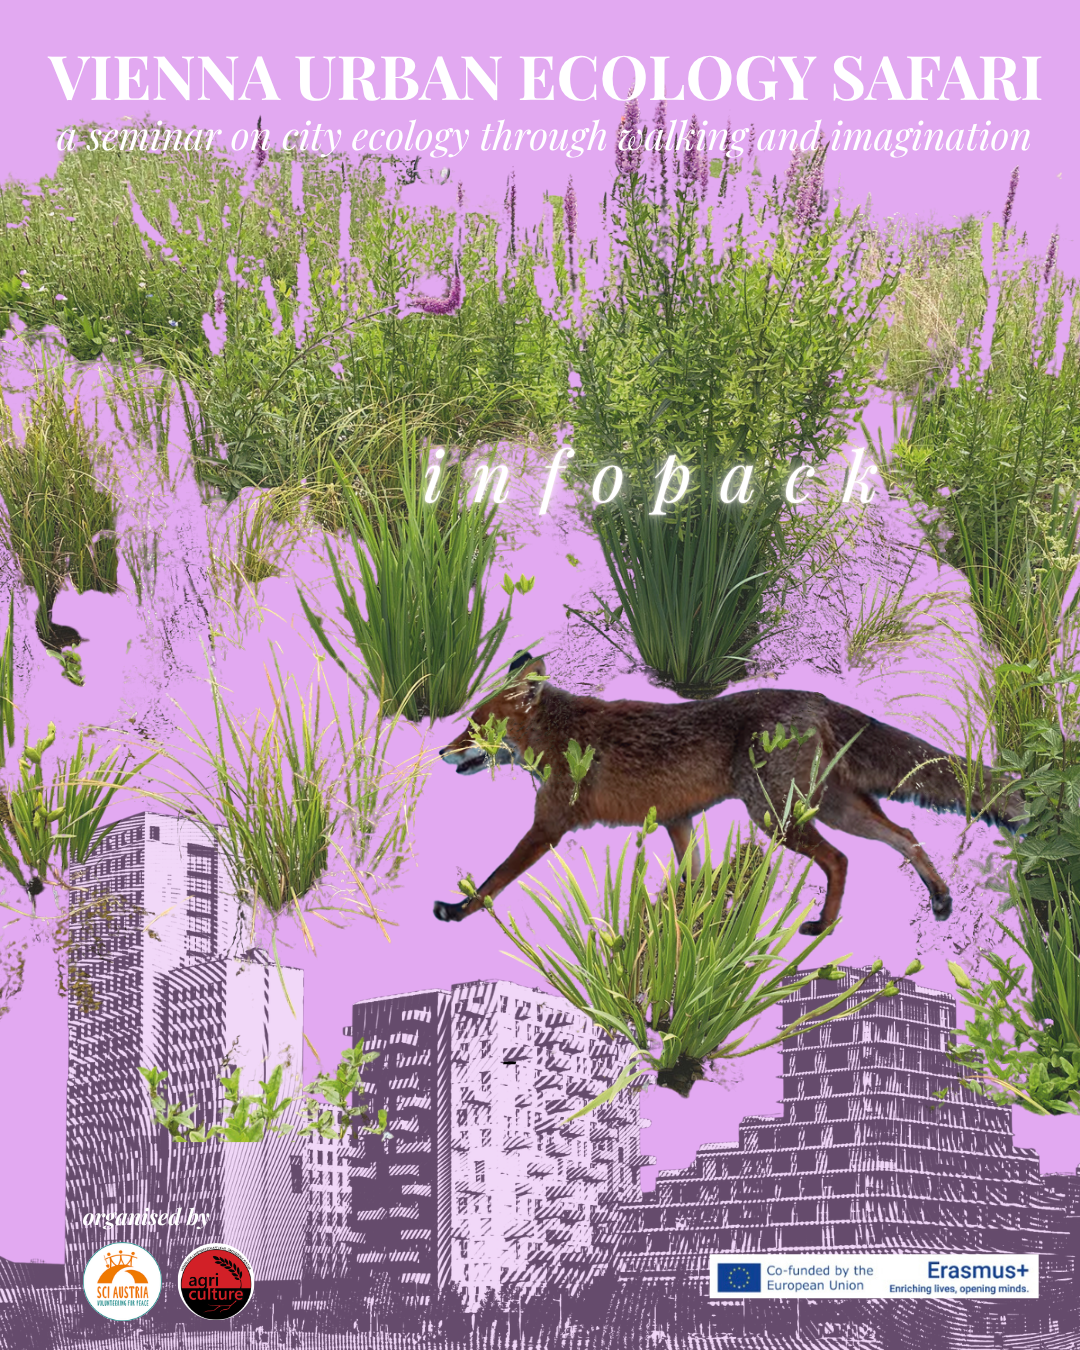 VIENNA URBAN ECOLOGY SAFARI
a seminar on city ecology through walking and imagination
infopack
organised by
SCI AUSTRIA
VOLUNTEERING FOR PEACE
agri
culture
Co-funded by the
European Union
Erasmus+
Enriching lives, opening minds.